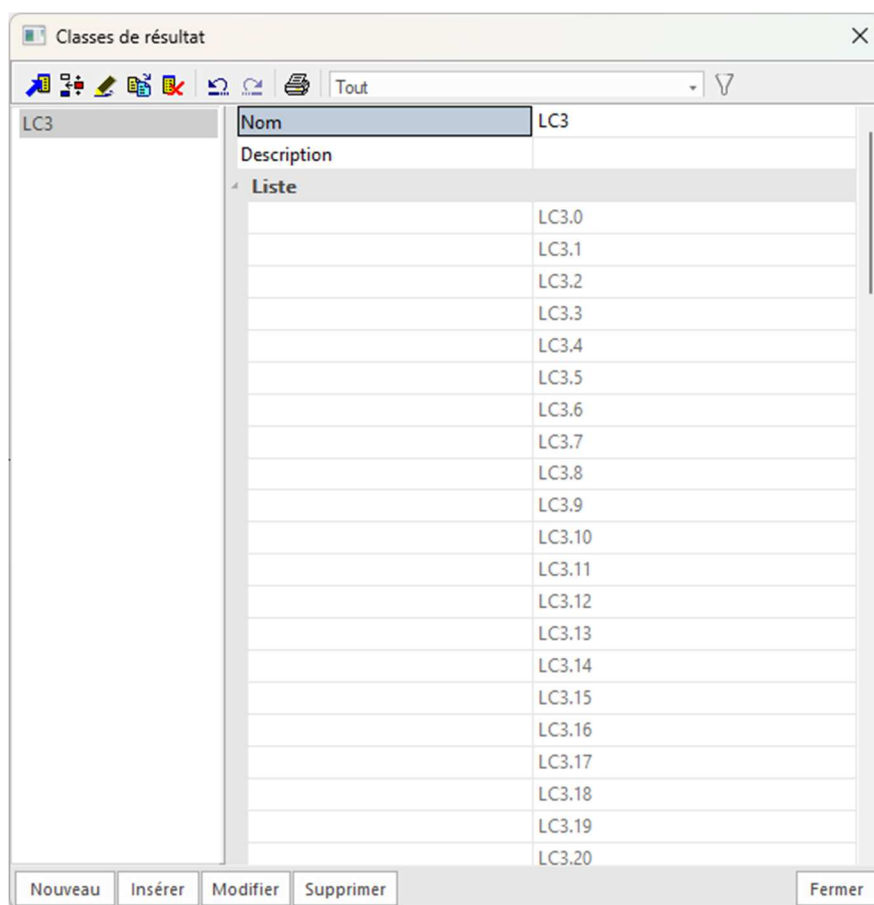 Classes de résultat
Tout
LC3
Nom LC3
Description
Liste
LC3.0
LC3.1
LC3.2
LC3.3
LC3.4
LC3.5
LC3.6
LC3.7
LC3.8
LC3.9
LC3.10
LC3.11
LC3.12
LC3.13
LC3.14
LC3.15
LC3.16
LC3.17
LC3.18
LC3.19
LC3.20
Nouveau Insérer Modifier Supprimer Fermer